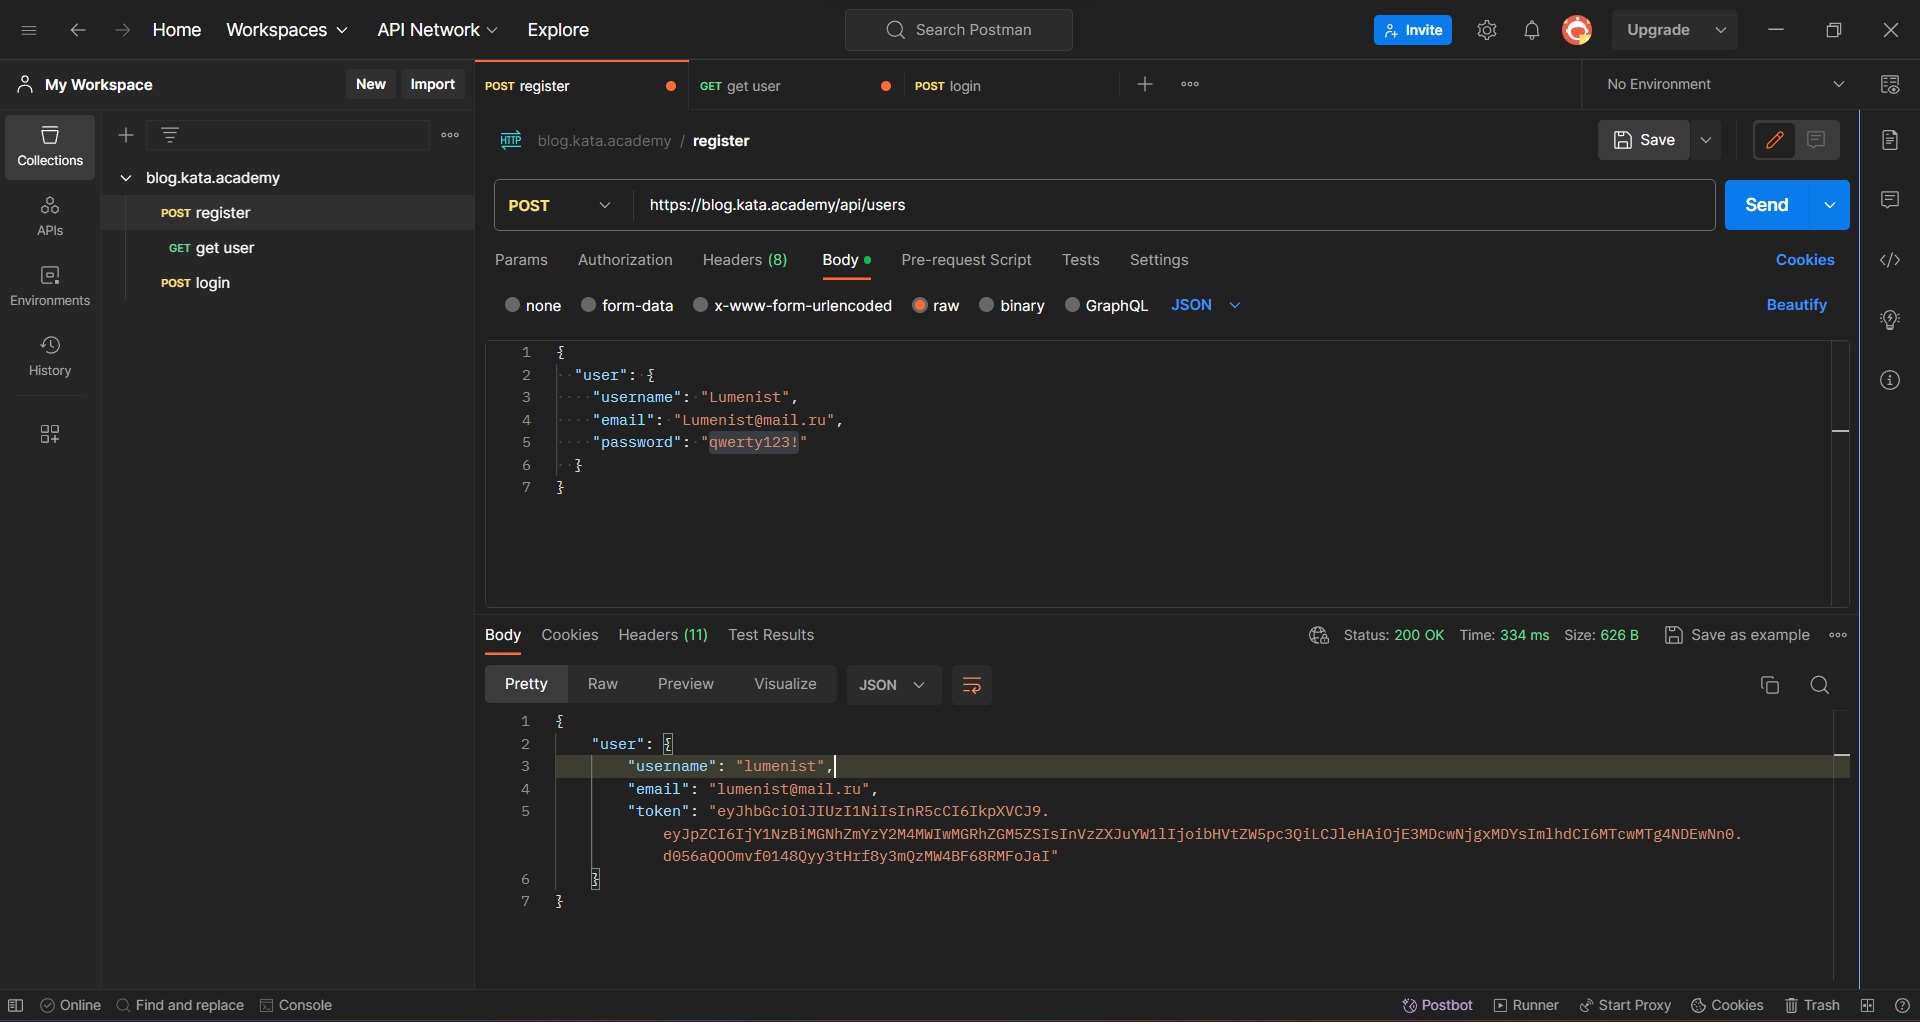 Home Workspaces API Network Explore Search Postman Invite Upgrade
My Workspace New Import POST register GET get user POST login No Environment
Collections
APIs
Environments
History
blog.kata.academy
POST register
GET get user
POST login
HTTP blog.kata.academy / register Save
POST https://blog.kata.academy/api/users Send
Params Authorization Headers (8) Body Pre-request Script Tests Settings Cookies
none form-data x-www-form-urlencoded raw binary GraphQL JSON Beautify
1 {
2 "user": {
3 "username": "Lumenist",
4 "email": "Lumenist@mail.ru",
5 "password": "qwerty123!"
6 }
7 }
Body Cookies Headers (11) Test Results Status: 200 OK Time: 334 ms Size: 626 B Save as example
Pretty Raw Preview Visualize JSON
1 {
2 "user": {
3 "username": "lumenist",
4 "email": "lumenist@mail.ru",
5 "token": "eyJhbGciOiJIUzI1NiIsInR5cCI6IkpXVCJ9.
eyJpZCI6IjY1NzBiMGNhZmYzY2M4MWIwMGRhZGM5ZSIsInVzZXJuYW1lIjoibHVtZW5pc3QiLCJleHAiOjE3MDcwNjgxMDYsImlhdCI6MTcwMTg4NDEwNn0.
d056aQOOmvf0148Qyy3tHrf8y3mQzMW4BF68RMFoJaI"
6 }
7 }
Online Find and replace Console Postbot Runner Start Proxy Cookies Trash